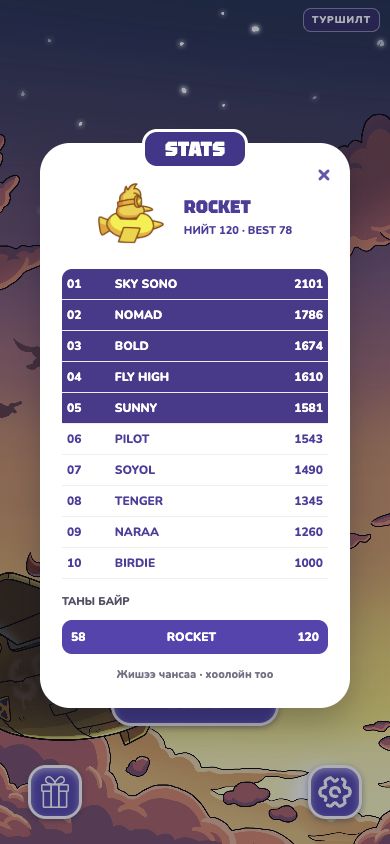 ТУРШИЛТ
STATS
ROCKET
НИЙТ 120 · BEST 78
01 SKY SONO 2101
02 NOMAD 1786
03 BOLD 1674
04 FLY HIGH 1610
05 SUNNY 1581
06 PILOT 1543
07 SOYOL 1490
08 TENGER 1345
09 NARAA 1260
10 BIRDIE 1000
ТАНЫ БАЙР
58 ROCKET 120
Жишээ чансаа · хоолойн тоо